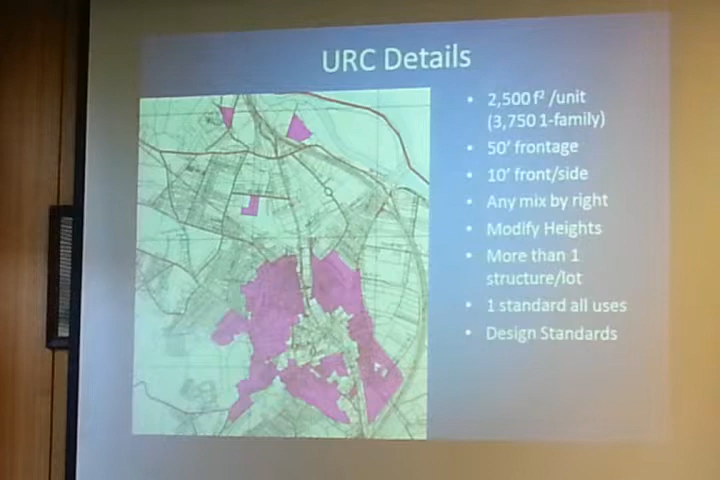 URC Details
• 2,500 f² /unit
(3,750 1-family)
• 50' frontage
• 10' front/side
• Any mix by right
• Modify Heights
• More than 1
structure/lot
• 1 standard all uses
• Design Standards